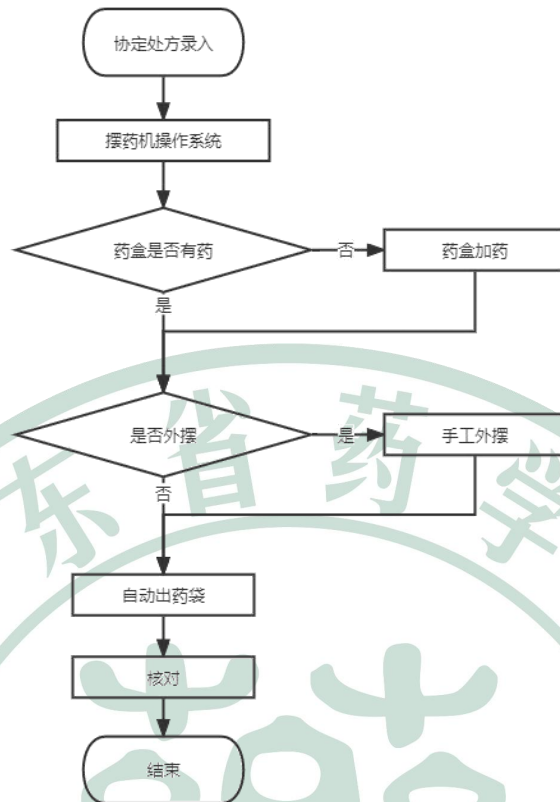 协定处方录入
摆药机操作系统
药盒是否有药
否
药盒加药
是
是否外摆
是
手工外摆
否
自动出药袋
核对
结束
东省药学